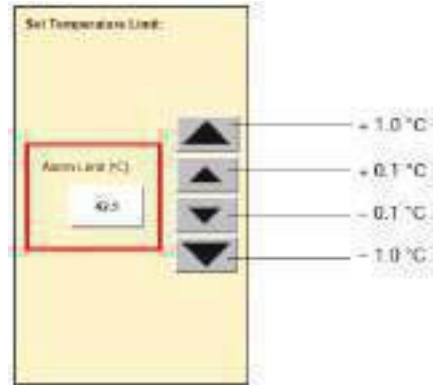 Set Temperature Limit:
+ 1.0 °C
+ 0.1 °C
Alarm Limit (°C)
- 0.1 °C
- 1.0 °C